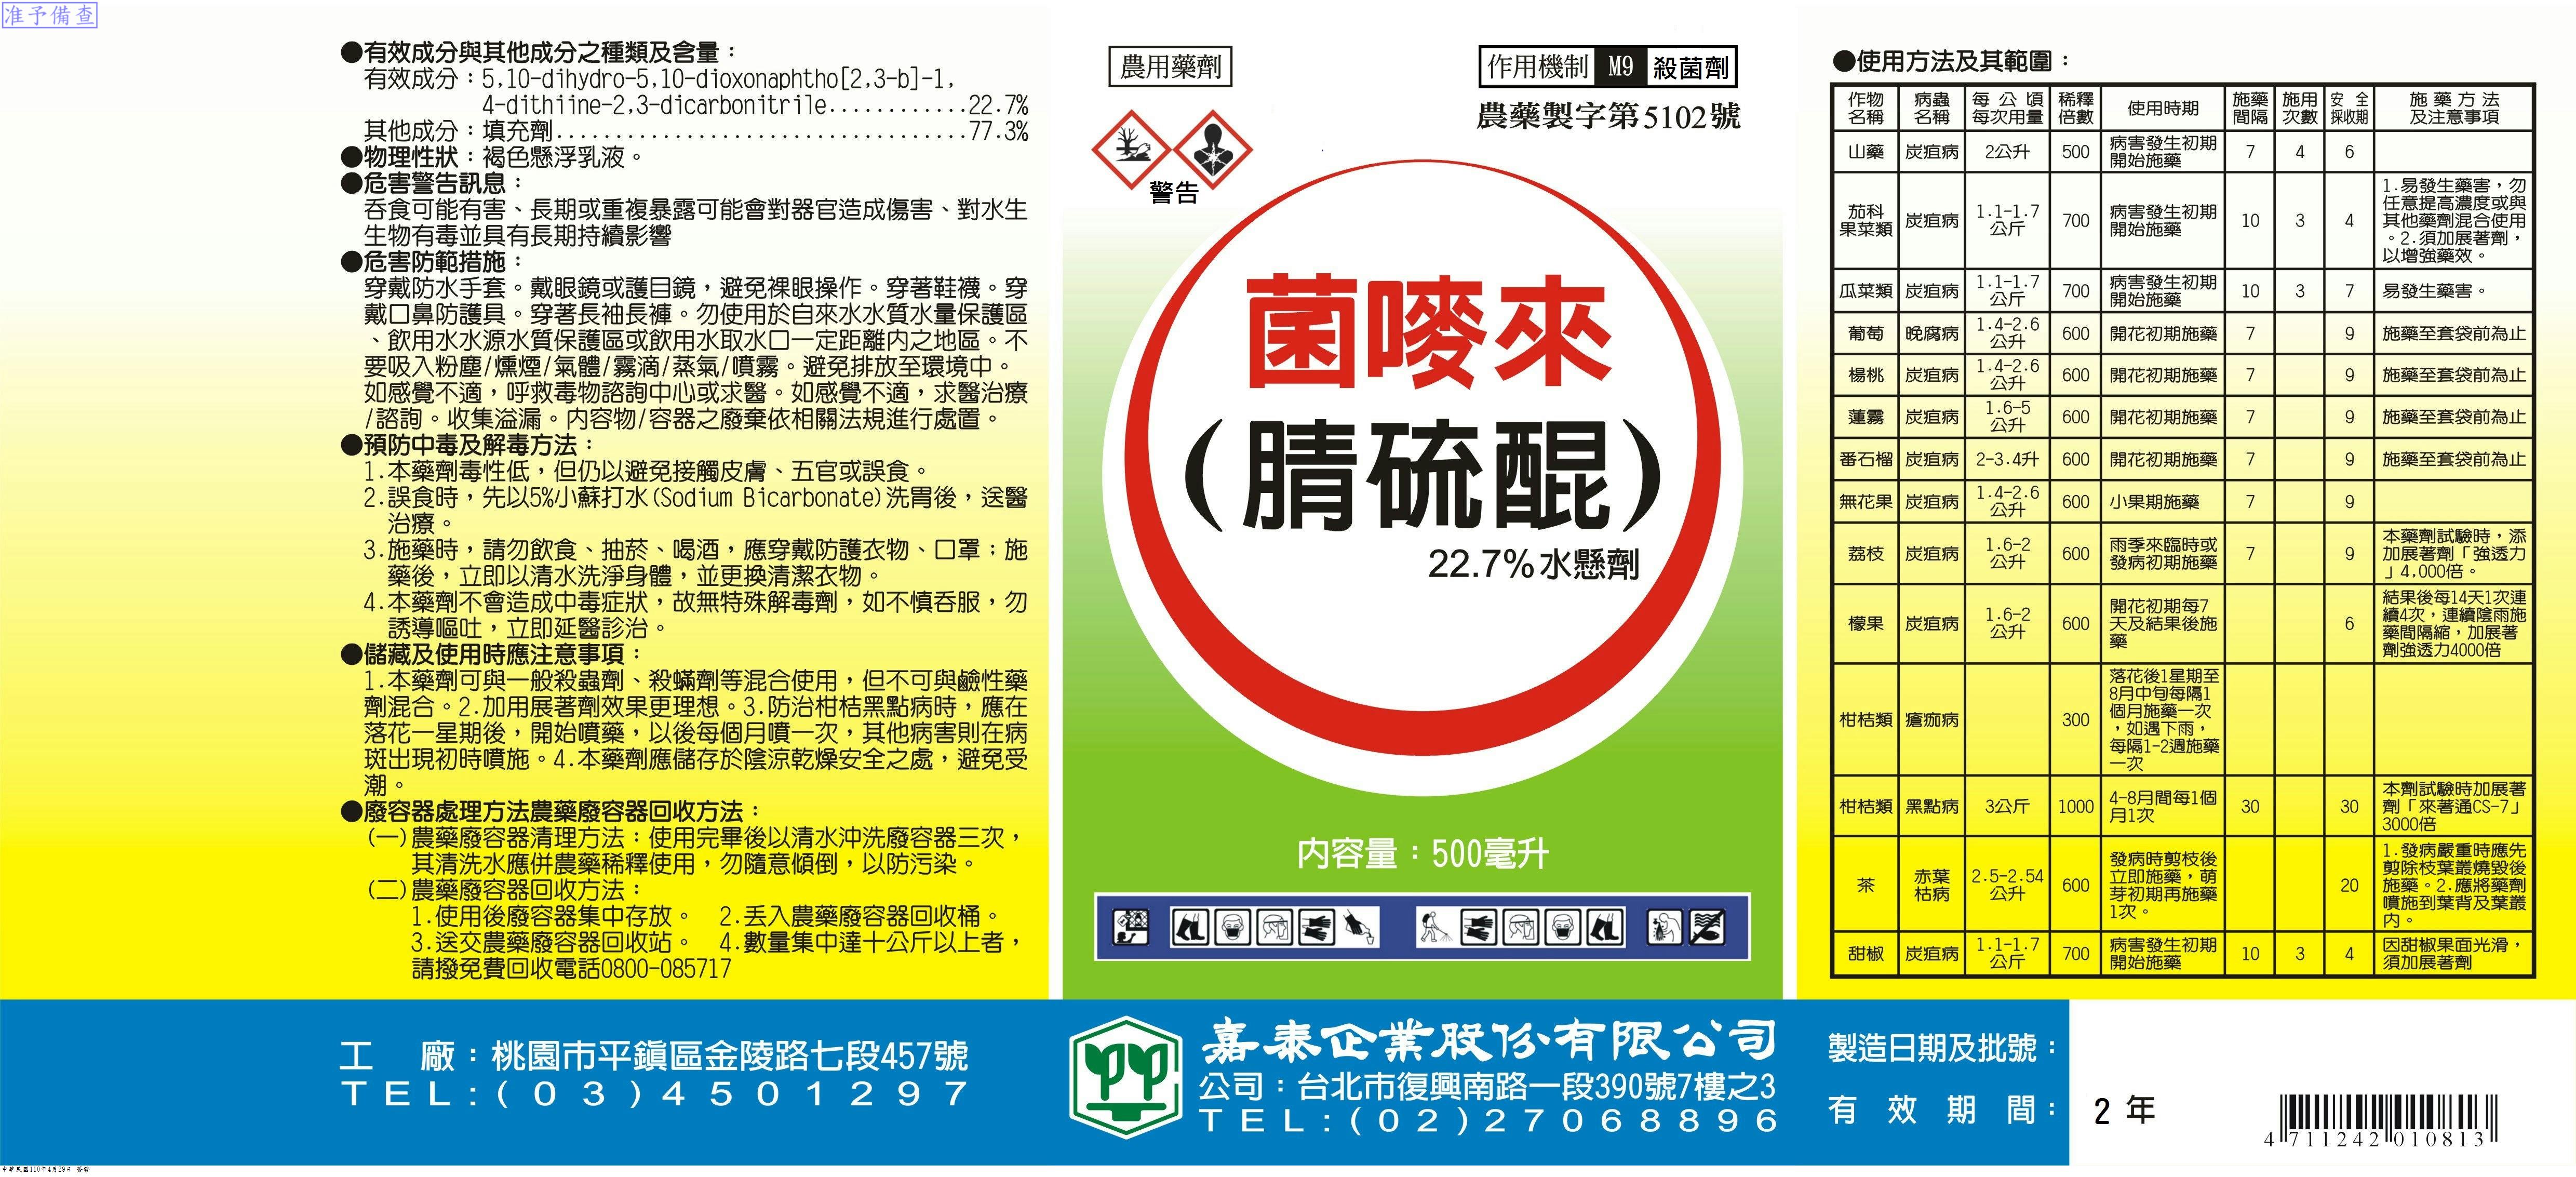 准予備查
●有效成分與其他成分之種類及含量：
有效成分：5,10-dihydro-5,10-dioxonaphtho[2,3-b]-1,
4-dithiine-2,3-dicarbonitrile............22.7%
其他成分：填充劑...................................77.3%
●物理性狀：褐色懸浮乳液。
●危害警告訊息：
吞食可能有害、長期或重複暴露可能會對器官造成傷害、對水生
生物有毒並具有長期持續影響
●危害防範措施：
穿戴防水手套。戴眼鏡或護目鏡，避免裸眼操作。穿著鞋襪。穿
戴口鼻防護具。穿著長袖長褲。勿使用於自來水水質水量保護區
、飲用水水源水質保護區或飲用水取水口一定距離內之地區。不
要吸入粉塵/燻煙/氣體/霧滴/蒸氣/噴霧。避免排放至環境中。
如感覺不適，呼救毒物諮詢中心或求醫。如感覺不適，求醫治療
/諮詢。收集溢漏。內容物/容器之廢棄依相關法規進行處置。
●預防中毒及解毒方法：
1.本藥劑毒性低，但仍以避免接觸皮膚、五官或誤食。
2.誤食時，先以5%小蘇打水(Sodium Bicarbonate)洗胃後，送醫
治療。
3.施藥時，請勿飲食、抽菸、喝酒，應穿戴防護衣物、口罩；施
藥後，立即以清水洗淨身體，並更換清潔衣物。
4.本藥劑不會造成中毒症狀，故無特殊解毒劑，如不慎吞服，勿
誘導嘔吐，立即延醫診治。
●儲藏及使用時應注意事項：
1.本藥劑可與一般殺蟲劑、殺蟎劑等混合使用，但不可與鹼性藥
劑混合。2.加用展著劑效果更理想。3.防治柑桔黑點病時，應在
落花一星期後，開始噴藥，以後每個月噴一次，其他病害則在病
斑出現初時噴施。4.本藥劑應儲存於陰涼乾燥安全之處，避免受
潮。
●廢容器處理方法農藥廢容器回收方法：
(一)農藥廢容器清理方法：使用完畢後以清水沖洗廢容器三次，
其清洗水應併農藥稀釋使用，勿隨意傾倒，以防污染。
(二)農藥廢容器回收方法：
1.使用後廢容器集中存放。 2.丟入農藥廢容器回收桶。
3.送交農藥廢容器回收站。 4.數量集中達十公斤以上者，
請撥免費回收電話0800-085717
工 廠：桃園市平鎮區金陵路七段457號
TEL:(03)4501297
農用藥劑
作用機制 M9 殺菌劑
農藥製字第5102號
警告
菌嘜來
(腈硫醌)
22.7%水懸劑
內容量：500毫升
嘉泰企業股份有限公司
公司：台北市復興南路一段390號7樓之3
TEL:(02)27068896
●使用方法及其範圍：
作物名稱 病蟲名稱 每公頃每次用量 稀釋倍數 使用時期 施藥間隔 施用次數 安全採收期 施藥方法及注意事項
山藥 炭疽病 2公升 500 病害發生初期開始施藥 7 4 6
茄科果菜類 炭疽病 1.1-1.7公斤 700 病害發生初期開始施藥 10 3 4 1.易發生藥害，勿任意提高濃度或與其他藥劑混合使用。2.須加展著劑，以增強藥效。
瓜菜類 炭疽病 1.1-1.7公斤 700 病害發生初期開始施藥 10 3 7 易發生藥害。
葡萄 晚腐病 1.4-2.6公升 600 開花初期施藥 7 9 施藥至套袋前為止
楊桃 炭疽病 1.4-2.6公升 600 開花初期施藥 7 9 施藥至套袋前為止
蓮霧 炭疽病 1.6-5公升 600 開花初期施藥 7 9 施藥至套袋前為止
番石榴 炭疽病 2-3.4升 600 開花初期施藥 7 9 施藥至套袋前為止
無花果 炭疽病 1.4-2.6公升 600 小果期施藥 7 9
荔枝 炭疽病 1.6-2公升 600 雨季來臨時或發病初期施藥 7 9 本藥劑試驗時，添加展著劑「強透力」4,000倍。
檬果 炭疽病 1.6-2公升 600 開花初期每7天及結果後施藥 6 結果後每14天1次連續4次，連續陰雨施藥間隔縮，加展著劑強透力4000倍
柑桔類 瘡痂病 300 落花後1星期至8月中旬每隔1個月施藥一次，如遇下雨，每隔1-2週施藥一次
柑桔類 黑點病 3公斤 1000 4-8月間每1個月1次 30 30 本劑試驗時加展著劑「來著通CS-7」3000倍
茶 赤葉枯病 2.5-2.54公升 600 發病時剪枝後立即施藥，萌芽初期再施藥1次。 20 1.發病嚴重時應先剪除枝葉叢燒毀後施藥。2.應將藥劑噴施到葉背及葉叢內。
甜椒 炭疽病 1.1-1.7公斤 700 病害發生初期開始施藥 10 3 4 因甜椒果面光滑，須加展著劑
製造日期及批號：
有效期間：2年
4 711242 010813
中華民國110年4月29日 簽發